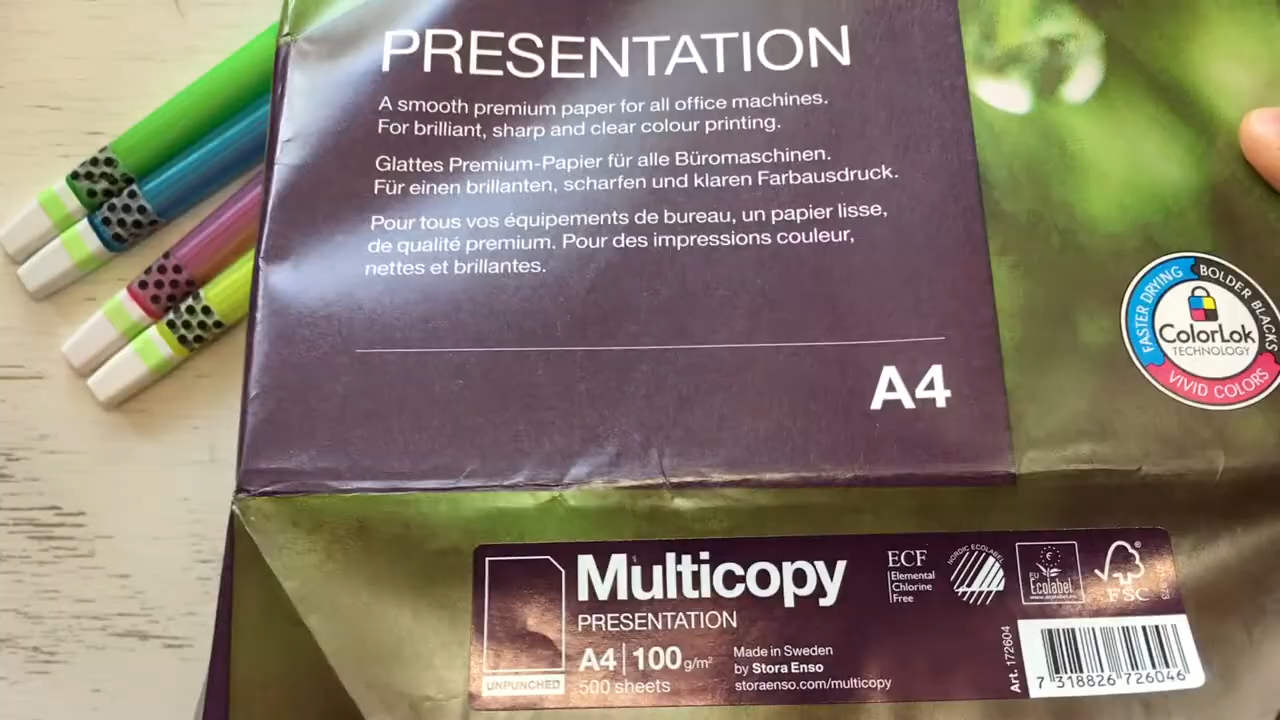 PRESENTATION
A smooth premium paper for all office machines.
For brilliant, sharp and clear colour printing.
Glattes Premium-Papier für alle Büromaschinen.
Für einen brillanten, scharfen und klaren Farbausdruck.
Pour tous vos équipements de bureau, un papier lisse,
de qualité premium. Pour des impressions couleur,
nettes et brillantes.
A4
FASTER DRYING
BOLDER BLACKS
ColorLok
TECHNOLOGY
VIVID COLORS
UNPUNCHED
Multicopy
PRESENTATION
A4 | 100 g/m²
500 sheets
Made in Sweden
by Stora Enso
storaenso.com/multicopy
ECF
Elemental
Chlorine
Free
NORDIC ECOLABEL
EU
Ecolabel
FSC®
Art. 172604
7 318826 726046